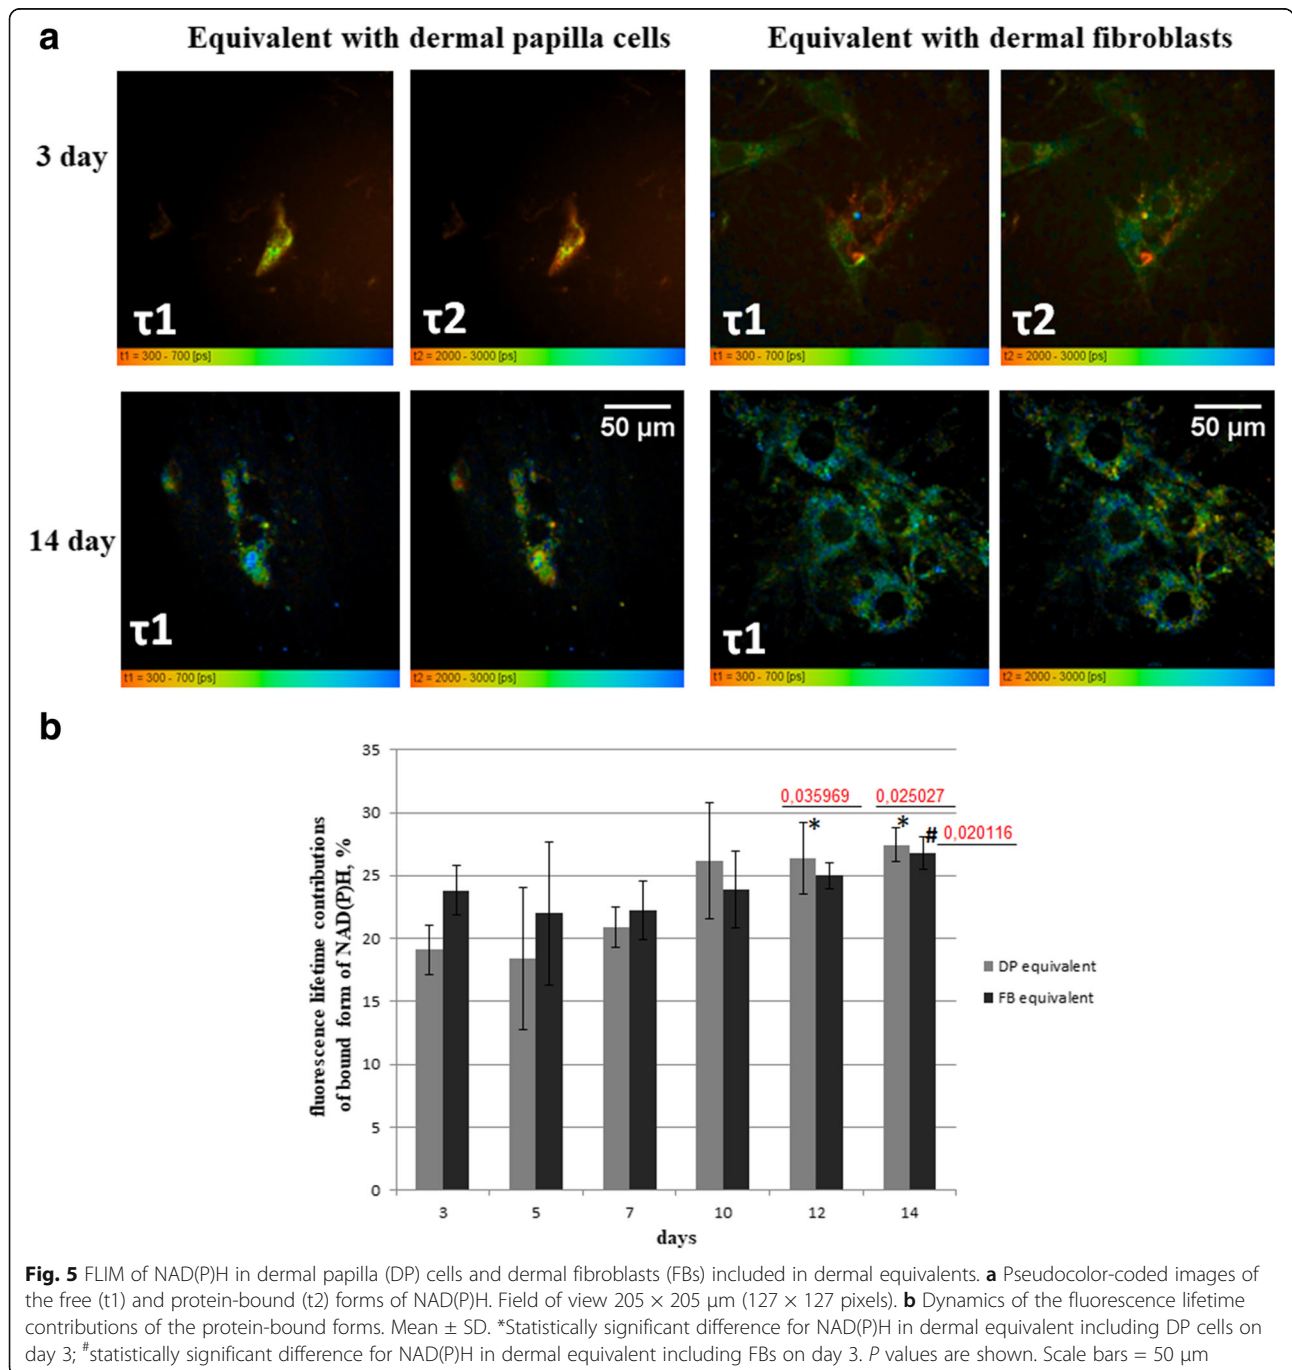 a
Equivalent with dermal papilla cells
Equivalent with dermal fibroblasts
3 day
τ1
τ2
τ1
τ2
t1 = 300 - 700 [ps]
t2 = 2000 - 3000 [ps]
t1 = 300 - 700 [ps]
t2 = 2000 - 3000 [ps]
14 day
50 µm
50 µm
τ1
τ1
t1 = 300 - 700 [ps]
t2 = 2000 - 3000 [ps]
t1 = 300 - 700 [ps]
t2 = 2000 - 3000 [ps]
b
fluorescence lifetime contributions
of bound form of NAD(P)H, %
35
30
25
20
15
10
5
0
0,035969
0,025027
*
*
# 0,020116
DP equivalent
FB equivalent
3 5 7 10 12 14
days
Fig. 5 FLIM of NAD(P)H in dermal papilla (DP) cells and dermal fibroblasts (FBs) included in dermal equivalents. a Pseudocolor-coded images of
the free (t1) and protein-bound (t2) forms of NAD(P)H. Field of view 205 × 205 μm (127 × 127 pixels). b Dynamics of the fluorescence lifetime
contributions of the protein-bound forms. Mean ± SD. *Statistically significant difference for NAD(P)H in dermal equivalent including DP cells on
day 3; #statistically significant difference for NAD(P)H in dermal equivalent including FBs on day 3. P values are shown. Scale bars = 50 μm